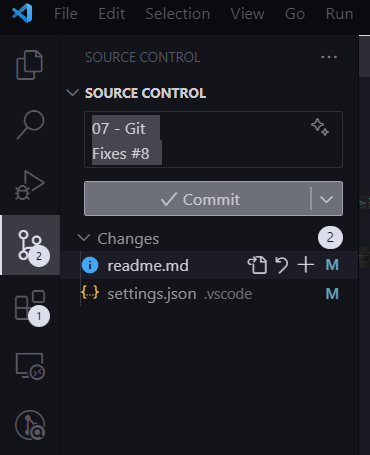 File Edit Selection View Go Run
SOURCE CONTROL ...
SOURCE CONTROL
07 - Git
Fixes #8
Commit
Changes 2
readme.md M
{..} settings.json .vscode M
2
1